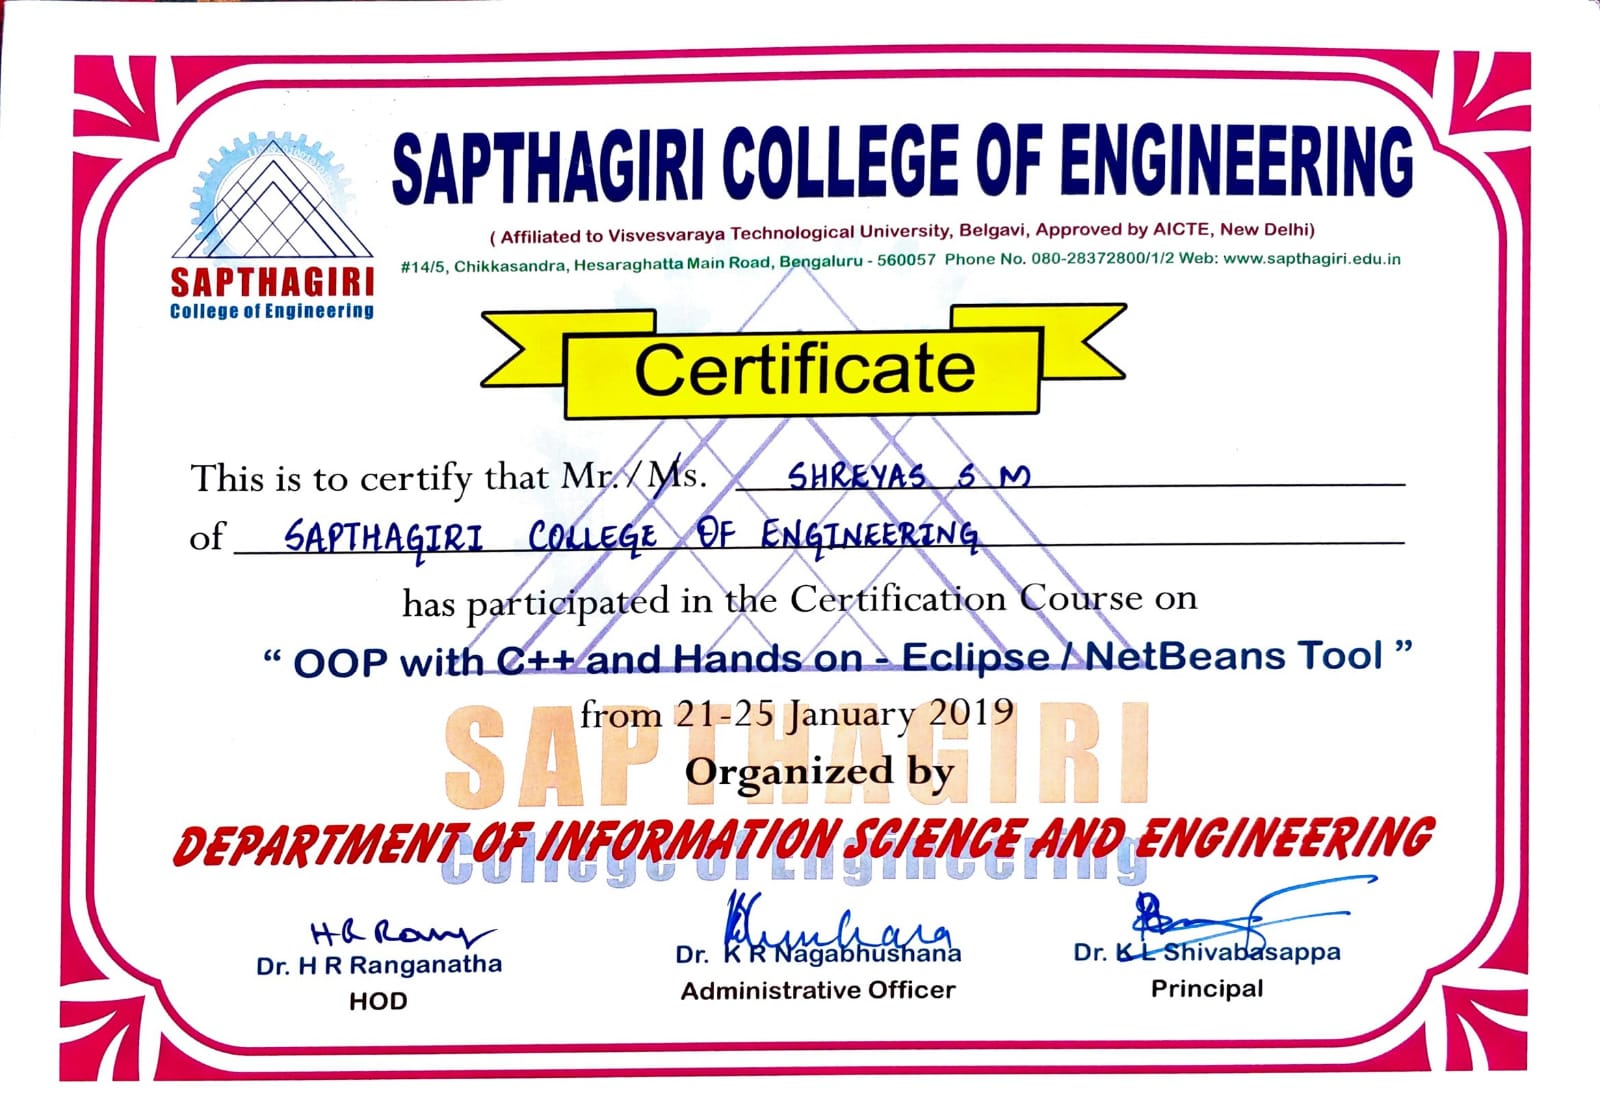 SAPTHAGIRI COLLEGE OF ENGINEERING
( Affiliated to Visvesvaraya Technological University, Belgavi, Approved by AICTE, New Delhi)
#14/5, Chikkasandra, Hesaraghatta Main Road, Bengaluru - 560057 Phone No. 080-28372800/1/2 Web: www.sapthagiri.edu.in
SAPTHAGIRI
College of Engineering
Certificate
This is to certify that Mr./Ms. SHREYAS S M
of SAPTHAGIRI COLLEGE OF ENGINEERING
has participated in the Certification Course on
“ OOP with C++ and Hands on - Eclipse / NetBeans Tool ”
from 21-25 January 2019
SAPTHAGIRI
Organized by
DEPARTMENT OF INFORMATION SCIENCE AND ENGINEERING
College of Engineering
Dr. H R Ranganatha
HOD
Dr. K R Nagabhushana
Administrative Officer
Dr. K L Shivabasappa
Principal